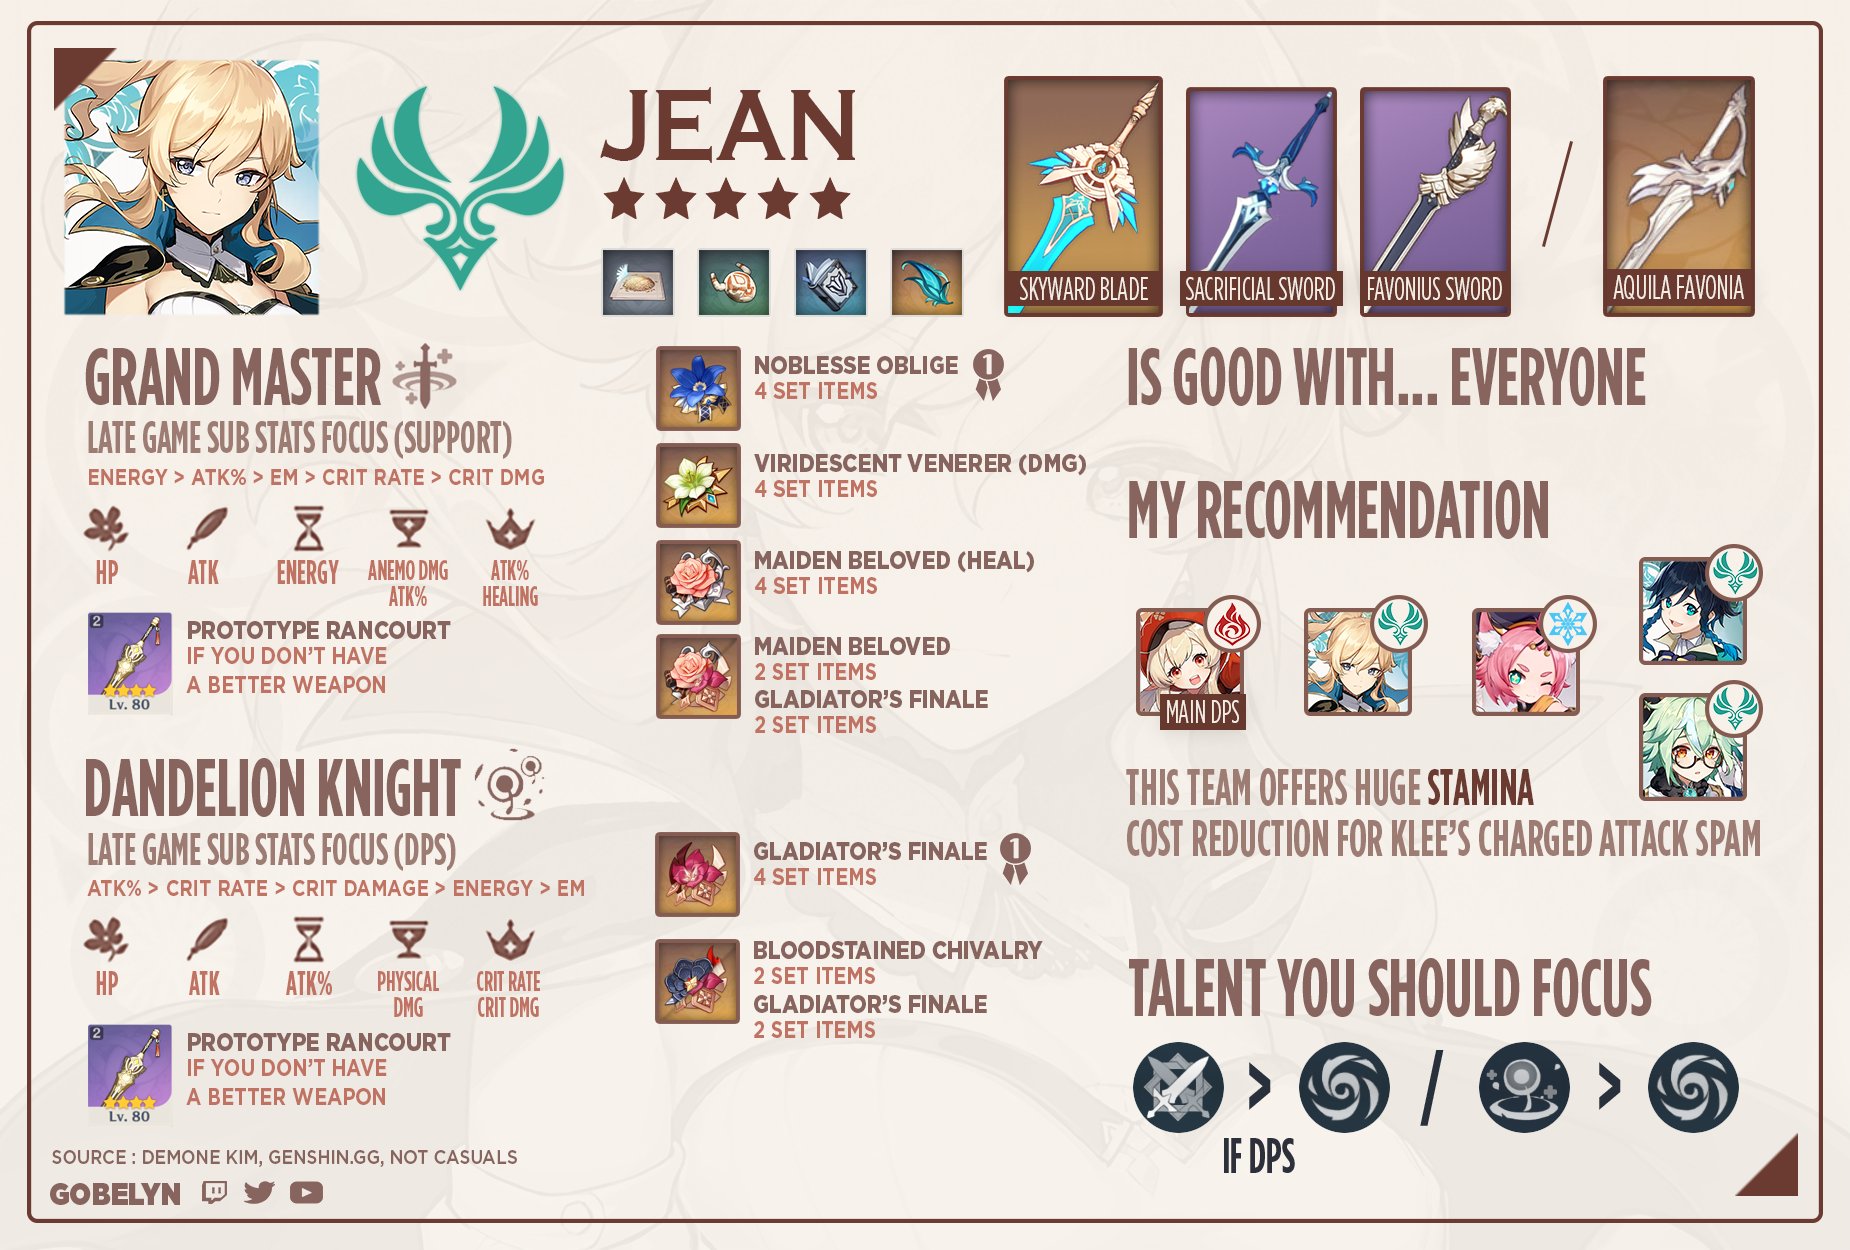 JEAN
SKYWARD BLADE
SACRIFICIAL SWORD
FAVONIUS SWORD
AQUILA FAVONIA
GRAND MASTER
LATE GAME SUB STATS FOCUS (SUPPORT)
ENERGY > ATK% > EM > CRIT RATE > CRIT DMG
HP
ATK
ENERGY
ANEMO DMG
ATK%
ATK%
HEALING
2
Lv. 80
PROTOTYPE RANCOURT
IF YOU DON'T HAVE
A BETTER WEAPON
DANDELION KNIGHT
LATE GAME SUB STATS FOCUS (DPS)
ATK% > CRIT RATE > CRIT DAMAGE > ENERGY > EM
HP
ATK
ATK%
PHYSICAL
DMG
CRIT RATE
CRIT DMG
2
Lv. 80
PROTOTYPE RANCOURT
IF YOU DON'T HAVE
A BETTER WEAPON
SOURCE : DEMONE KIM, GENSHIN.GG, NOT CASUALS
GOBELYN
NOBLESSE OBLIGE
1
4 SET ITEMS
VIRIDESCENT VENERER (DMG)
4 SET ITEMS
MAIDEN BELOVED (HEAL)
4 SET ITEMS
MAIDEN BELOVED
2 SET ITEMS
GLADIATOR'S FINALE
2 SET ITEMS
GLADIATOR'S FINALE
1
4 SET ITEMS
BLOODSTAINED CHIVALRY
2 SET ITEMS
GLADIATOR'S FINALE
2 SET ITEMS
IS GOOD WITH... EVERYONE
MY RECOMMENDATION
MAIN DPS
THIS TEAM OFFERS HUGE STAMINA
COST REDUCTION FOR KLEE'S CHARGED ATTACK SPAM
TALENT YOU SHOULD FOCUS
> / >
IF DPS